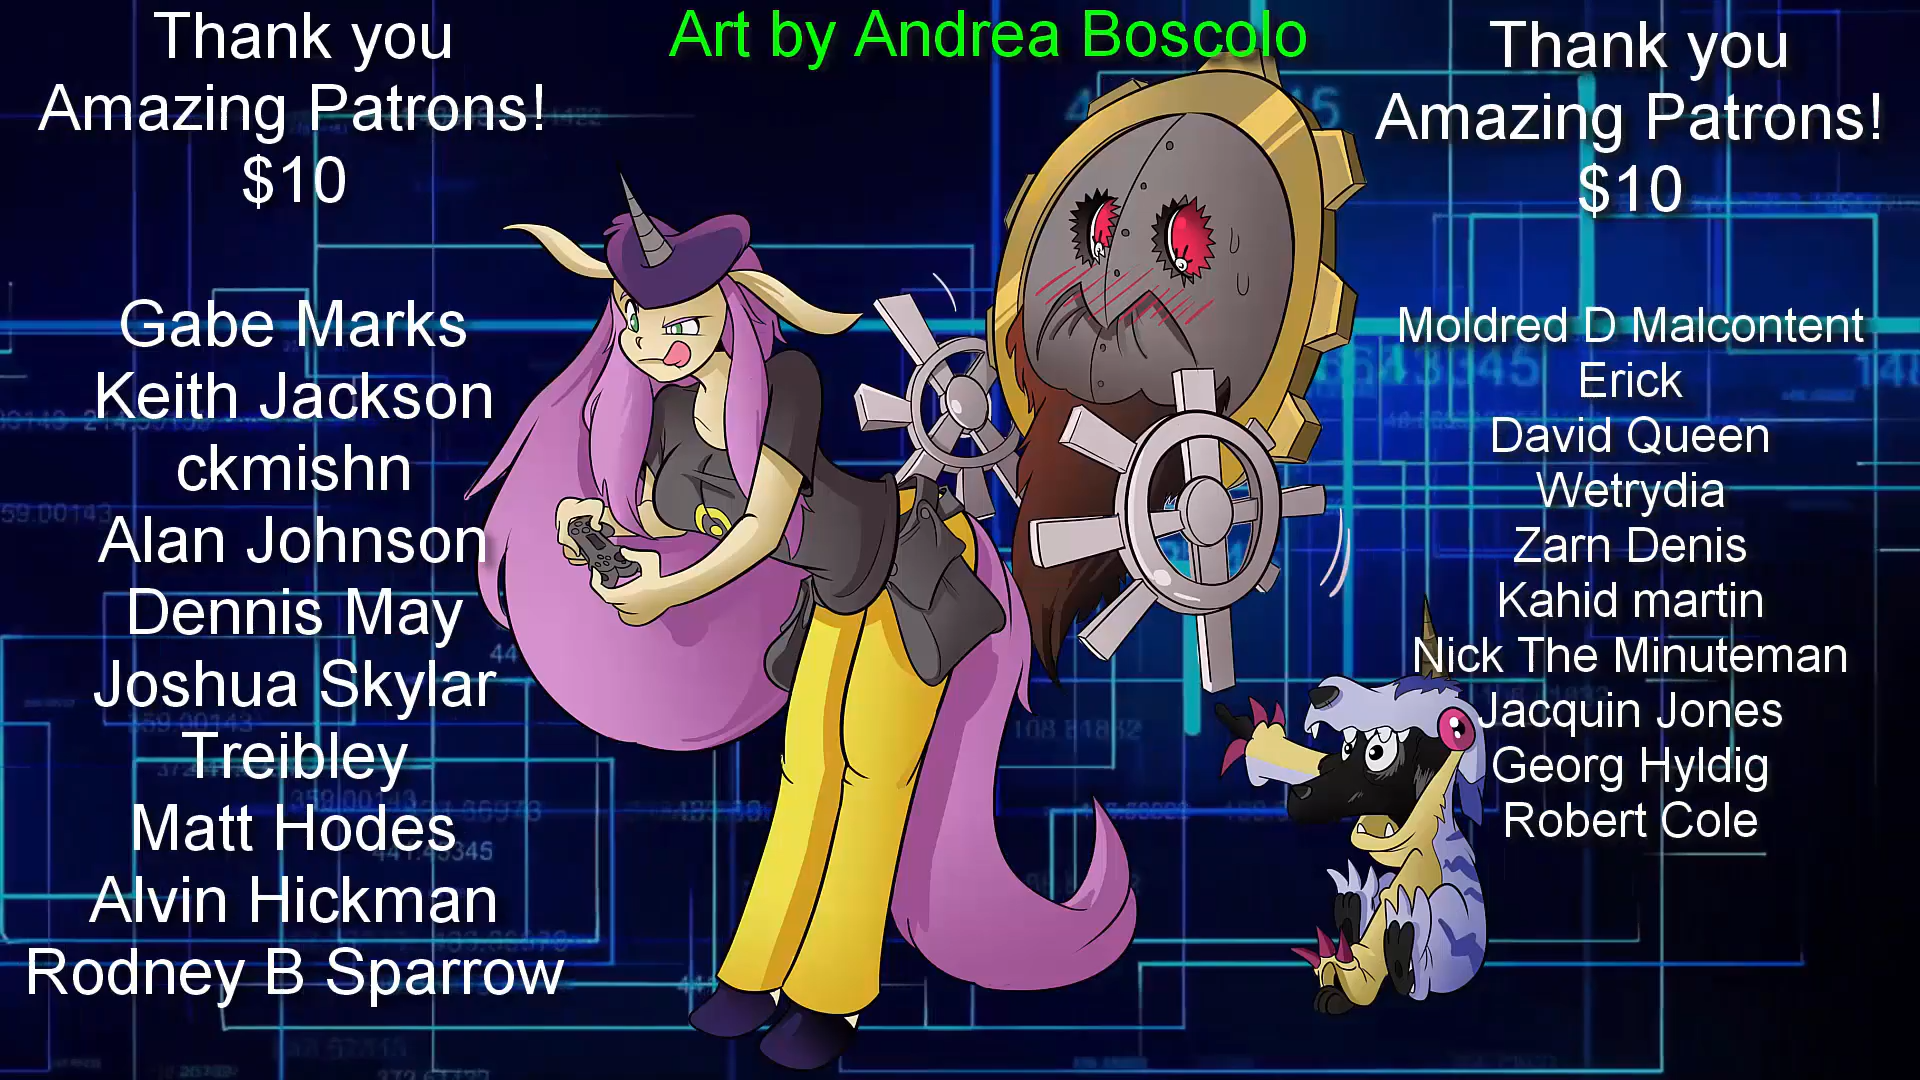 Thank you
Amazing Patrons!
$10
Gabe Marks
Keith Jackson
ckmishn
Alan Johnson
Dennis May
Joshua Skylar
Treibley
Matt Hodes
Alvin Hickman
Rodney B Sparrow
Art by Andrea Boscolo
Thank you
Amazing Patrons!
$10
Moldred D Malcontent
Erick
David Queen
Wetrydia
Zarn Denis
Kahid martin
Nick The Minuteman
Jacquin Jones
Georg Hyldig
Robert Cole